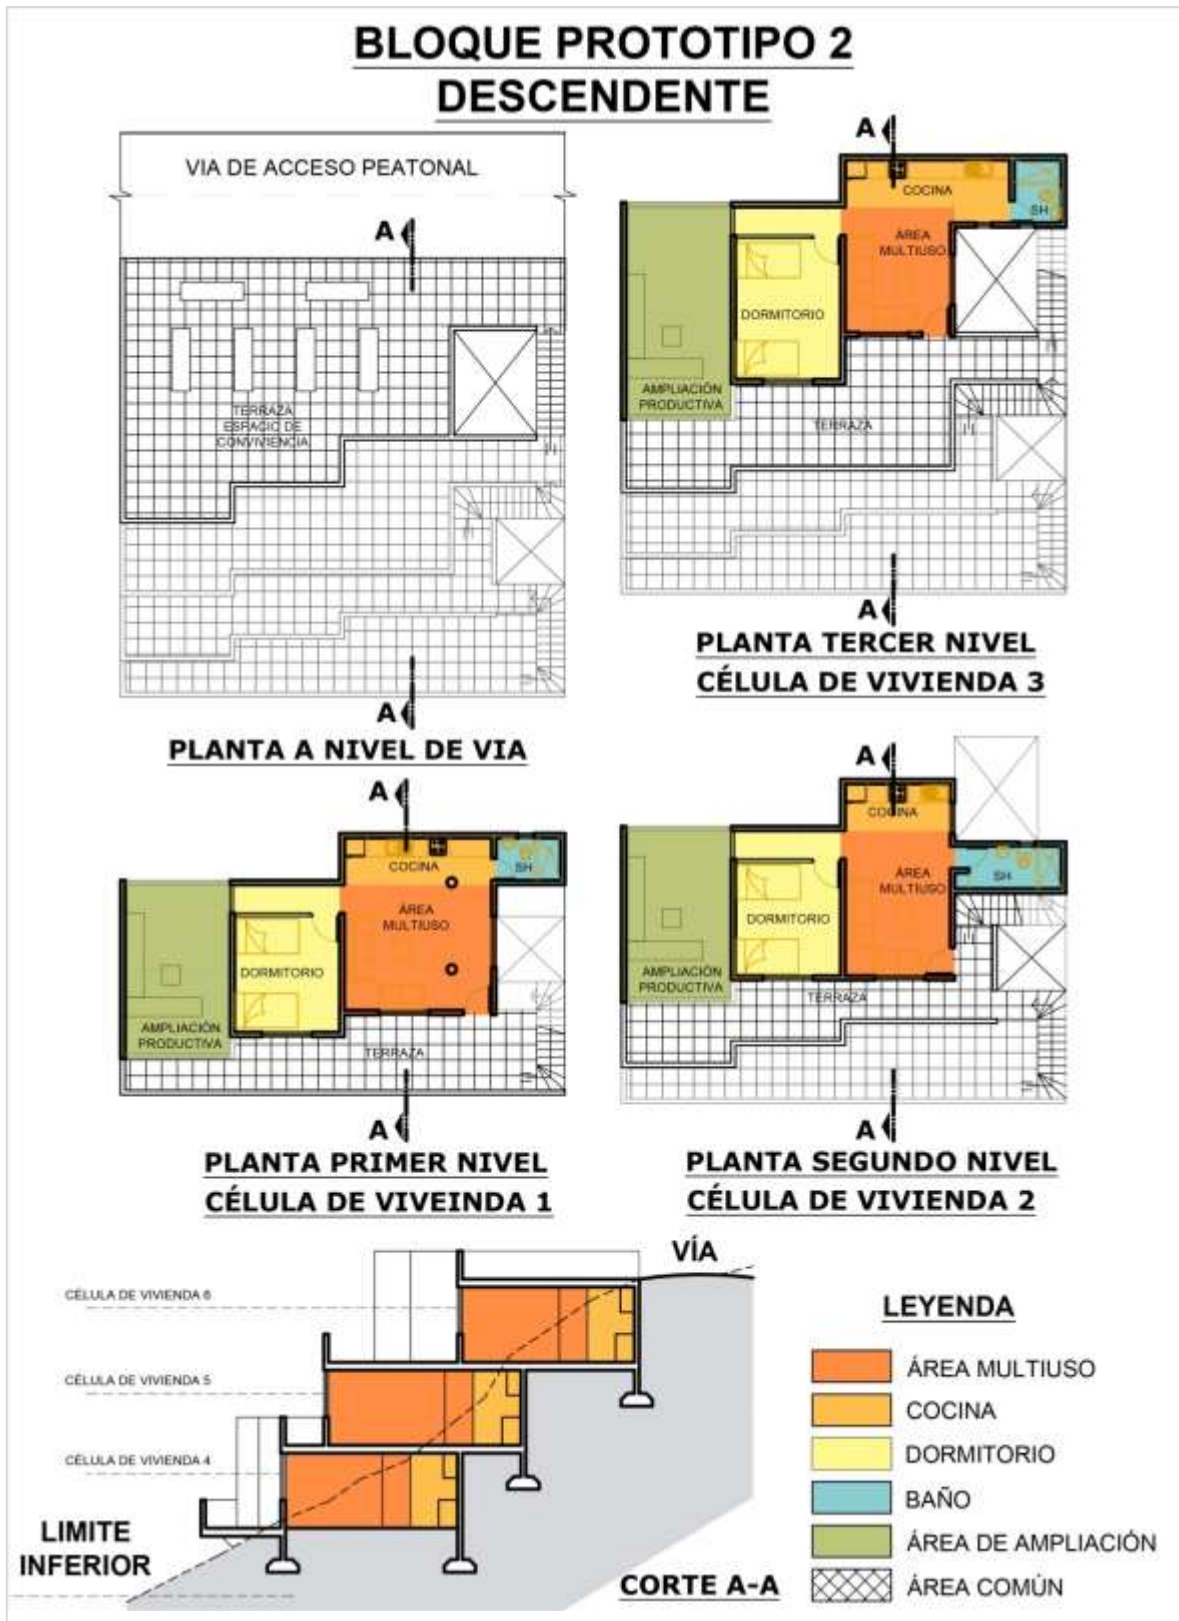 BLOQUE PROTOTIPO 2
DESCENDENTE
VIA DE ACCESO PEATONAL
A
TERRAZA
ESPACIO DE
CONVIVIENCIA
A
PLANTA A NIVEL DE VIA
A
COCINA
SH
ÁREA
MULTIUSO
DORMITORIO
AMPLIACIÓN
PRODUCTIVA
TERRAZA
A
PLANTA TERCER NIVEL
CÉLULA DE VIVIENDA 3
A
COCINA
SH
ÁREA
MULTIUSO
DORMITORIO
AMPLIACIÓN
PRODUCTIVA
TERRAZA
A
PLANTA PRIMER NIVEL
CÉLULA DE VIVEINDA 1
A
COCINA
ÁREA
MULTIUSO
SH
DORMITORIO
AMPLIACIÓN
PRODUCTIVA
TERRAZA
A
PLANTA SEGUNDO NIVEL
CÉLULA DE VIVIENDA 2
VÍA
CÉLULA DE VIVIENDA 6
CÉLULA DE VIVIENDA 5
CÉLULA DE VIVIENDA 4
LIMITE
INFERIOR
CORTE A-A
LEYENDA
ÁREA MULTIUSO
COCINA
DORMITORIO
BAÑO
ÁREA DE AMPLIACIÓN
ÁREA COMÚN